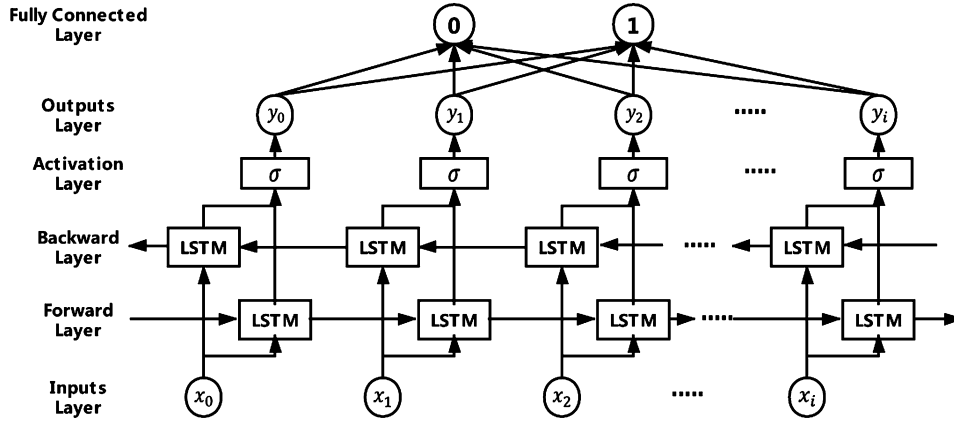 Fully Connected
Layer
0 1
Outputs
Layer
y0 y1 y2 ..... yi
Activation
Layer
σ σ σ ..... σ
Backward
Layer
LSTM LSTM LSTM ..... LSTM
Forward
Layer
LSTM LSTM LSTM ..... LSTM
Inputs
Layer
x0 x1 x2 ..... xi